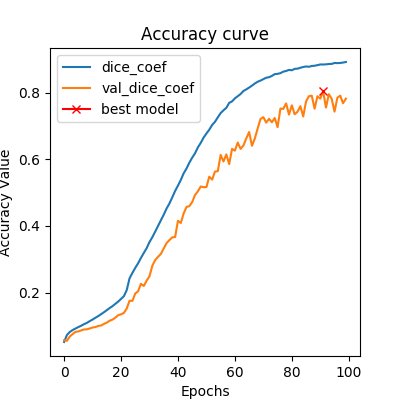 Accuracy curve
dice_coef
val_dice_coef
best model
Accuracy Value
0.8
0.6
0.4
0.2
0 20 40 60 80 100
Epochs